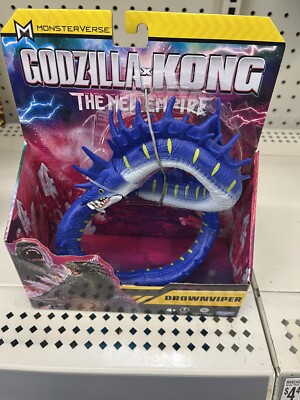 M MONSTERVERSE
GODZILLA x KONG
THE NEW EMPIRE
DROWNVIPER